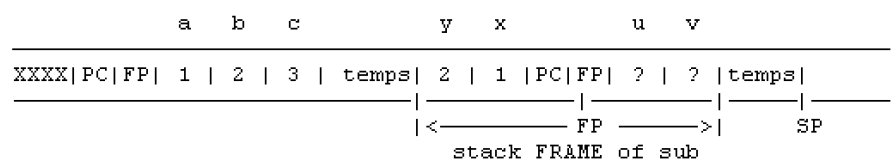 a b c y x u v
XXXX|PC|FP| 1 | 2 | 3 | temps| 2 | 1 |PC|FP| ? | ? |temps|
|<———— FP ————>| SP
stack FRAME of sub